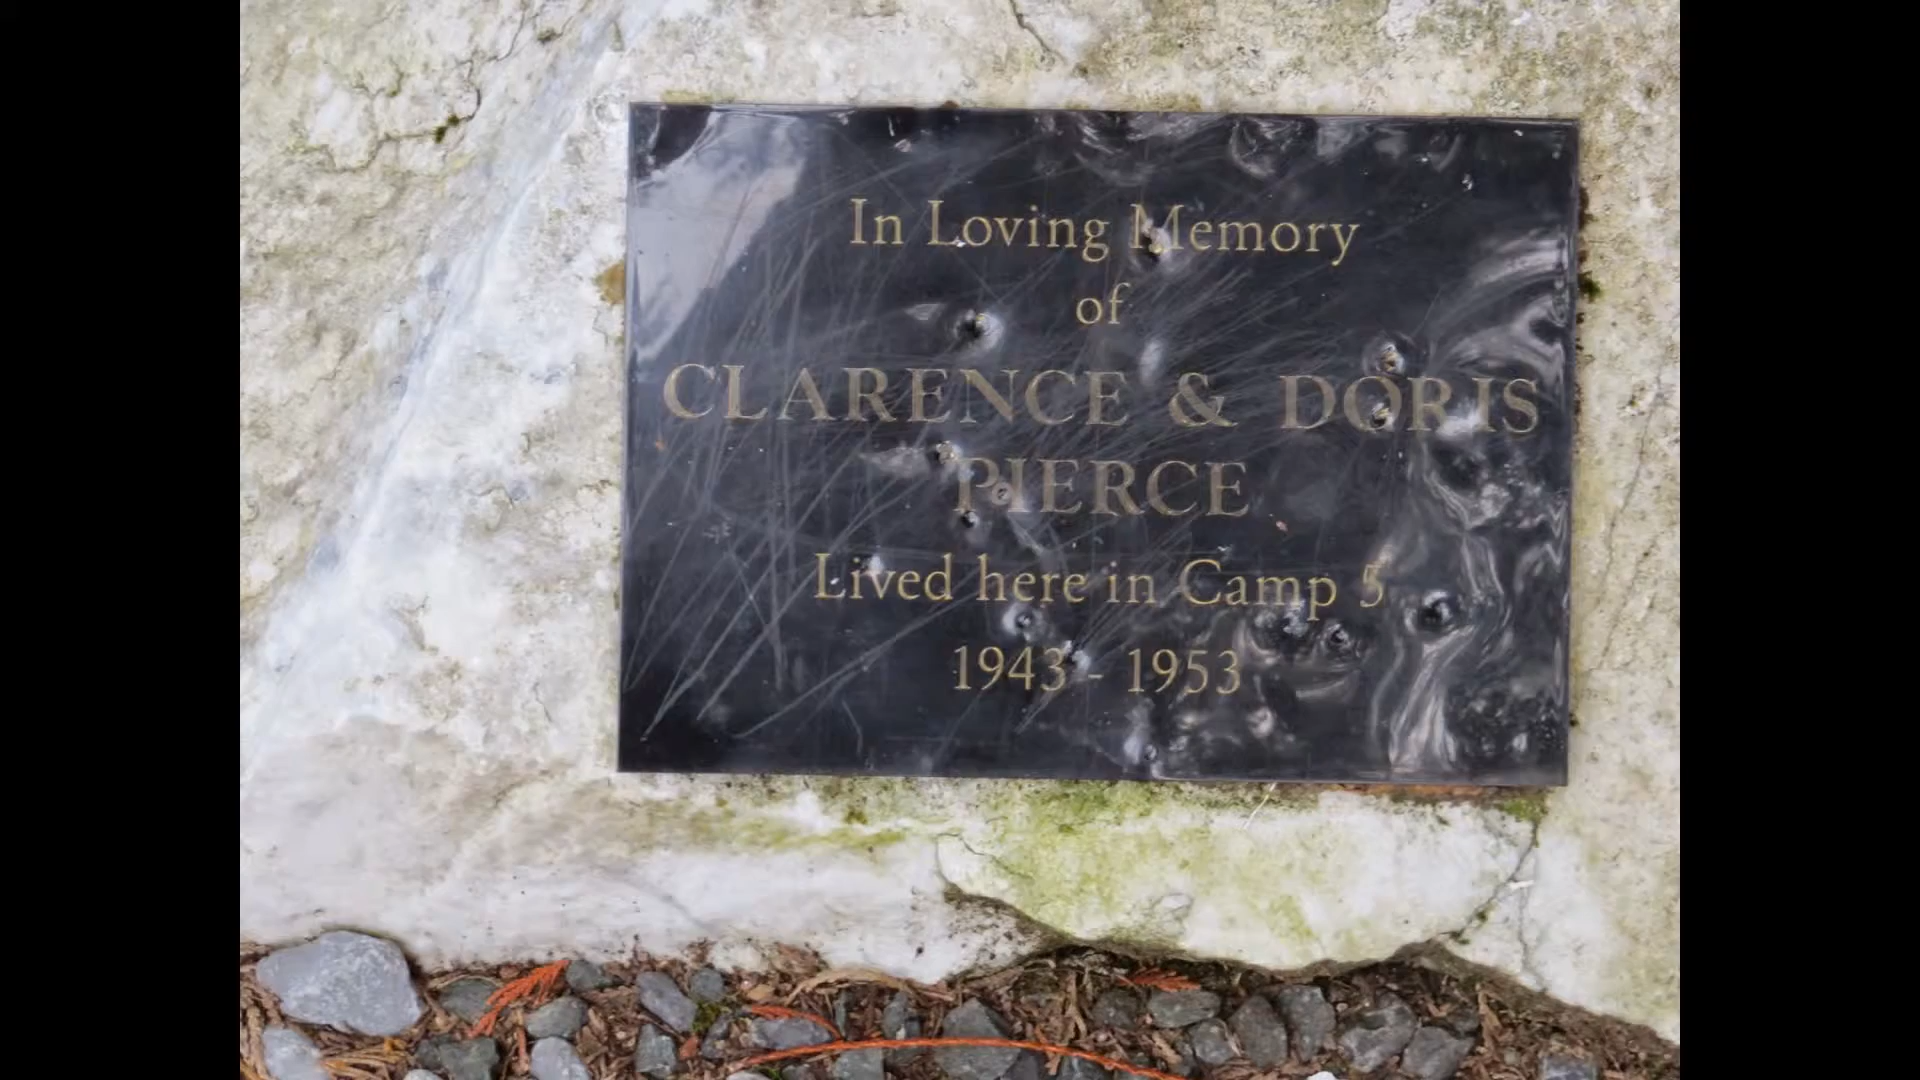 In Loving Memory
of
CLARENCE & DORIS
PIERCE
Lived here in Camp 5
1943 - 1953